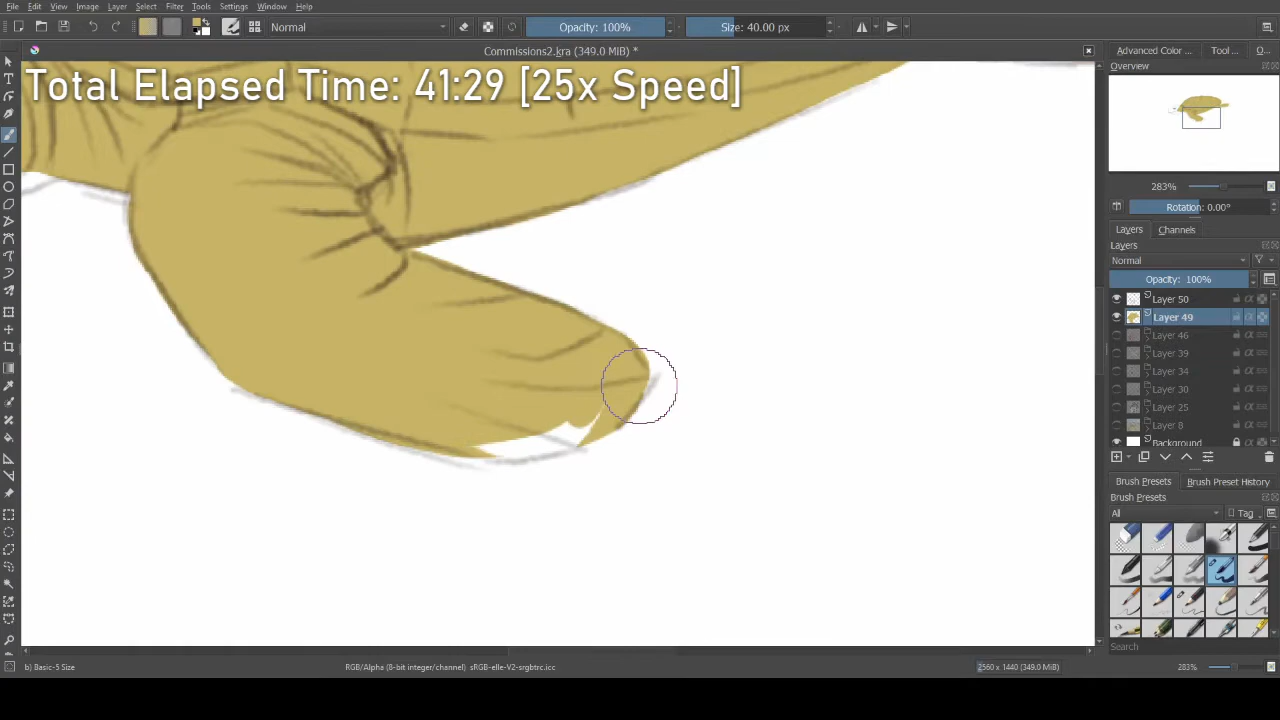 File Edit View Image Layer Select Filter Tools Settings Window Help
Normal Opacity: 100% Size: 40.00 px
Commissions2.kra (349.0 MiB) *
Total Elapsed Time: 41:29 [25x Speed]
Advanced Color ... Tool ... O...
Overview
283%
Rotation: 0.00°
Layers Channels
Layers
Normal
Opacity: 100%
Layer 50
Layer 49
Layer 46
Layer 39
Layer 34
Layer 30
Layer 25
Layer 8
Background
Brush Presets Brush Preset History
Brush Presets
All Tag
Search
b) Basic-5 Size RGB/Alpha (8-bit integer/channel) sRGB-elle-V2-srgbtrc.icc 2560 x 1440 (349.0 MiB) 283%